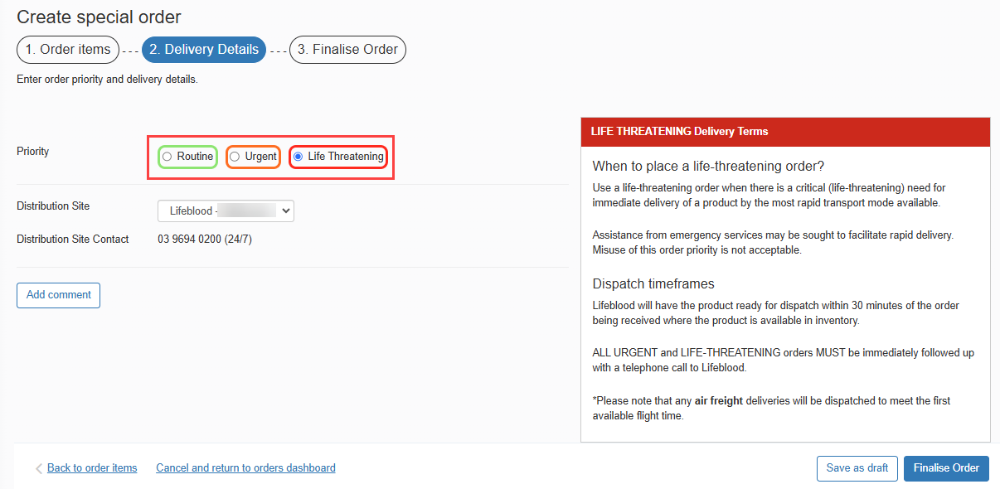 Create special order
1. Order items --- 2. Delivery Details --- 3. Finalise Order
Enter order priority and delivery details.
Priority
Routine Urgent Life Threatening
Distribution Site
Lifeblood -
Distribution Site Contact 03 9694 0200 (24/7)
Add comment
LIFE THREATENING Delivery Terms
When to place a life-threatening order?
Use a life-threatening order when there is a critical (life-threatening) need for
immediate delivery of a product by the most rapid transport mode available.
Assistance from emergency services may be sought to facilitate rapid delivery.
Misuse of this order priority is not acceptable.
Dispatch timeframes
Lifeblood will have the product ready for dispatch within 30 minutes of the order
being received where the product is available in inventory.
ALL URGENT and LIFE-THREATENING orders MUST be immediately followed up
with a telephone call to Lifeblood.
*Please note that any air freight deliveries will be dispatched to meet the first
available flight time.
Back to order items Cancel and return to orders dashboard Save as draft Finalise Order